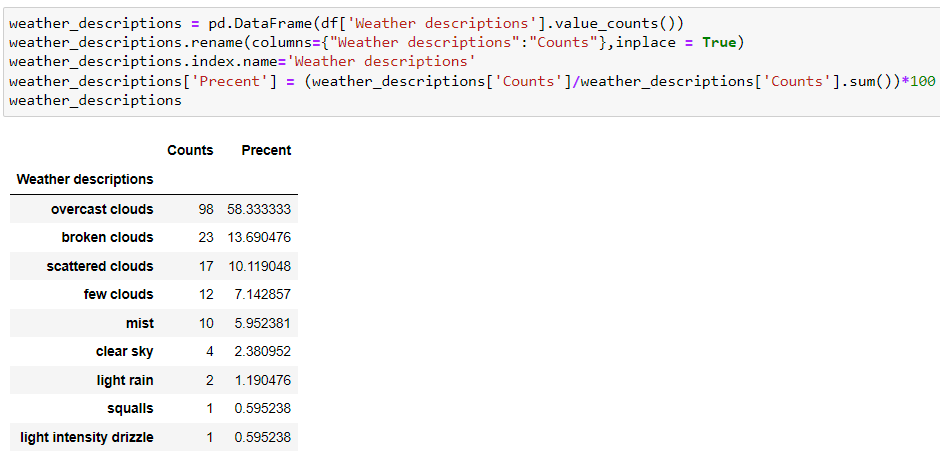 weather_descriptions = pd.DataFrame(df['Weather descriptions'].value_counts())
weather_descriptions.rename(columns={"Weather descriptions":"Counts"},inplace = True)
weather_descriptions.index.name='Weather descriptions'
weather_descriptions['Precent'] = (weather_descriptions['Counts']/weather_descriptions['Counts'].sum())*100
weather_descriptions
Counts Precent
Weather descriptions
overcast clouds 98 58.333333
broken clouds 23 13.690476
scattered clouds 17 10.119048
few clouds 12 7.142857
mist 10 5.952381
clear sky 4 2.380952
light rain 2 1.190476
squalls 1 0.595238
light intensity drizzle 1 0.595238